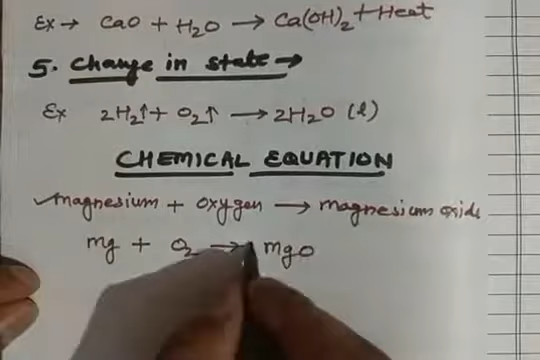 Ex → CaO + H₂O → Ca(OH)₂ + Heat
5. Change in state →
Ex 2H₂↑ + O₂↑ → 2H₂O (l)
CHEMICAL EQUATION
magnesium + oxygen → magnesium oxide
mg + O₂ → mgo